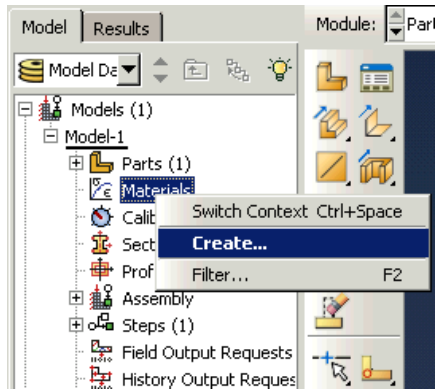 Model Results Module: Part
Model Da
Models (1)
Model-1
Parts (1)
Materials
Calib Switch Context Ctrl+Space
Sect Create...
Prof Filter... F2
Assembly
Steps (1)
Field Output Requests
History Output Reques